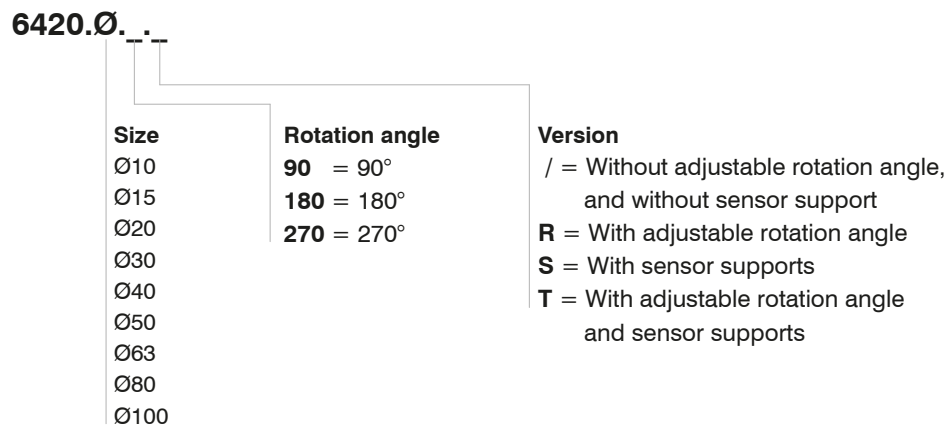 6420.Ø._._
Size
Ø10
Ø15
Ø20
Ø30
Ø40
Ø50
Ø63
Ø80
Ø100
Rotation angle
90 = 90°
180 = 180°
270 = 270°
Version
/ = Without adjustable rotation angle,
and without sensor support
R = With adjustable rotation angle
S = With sensor supports
T = With adjustable rotation angle
and sensor supports